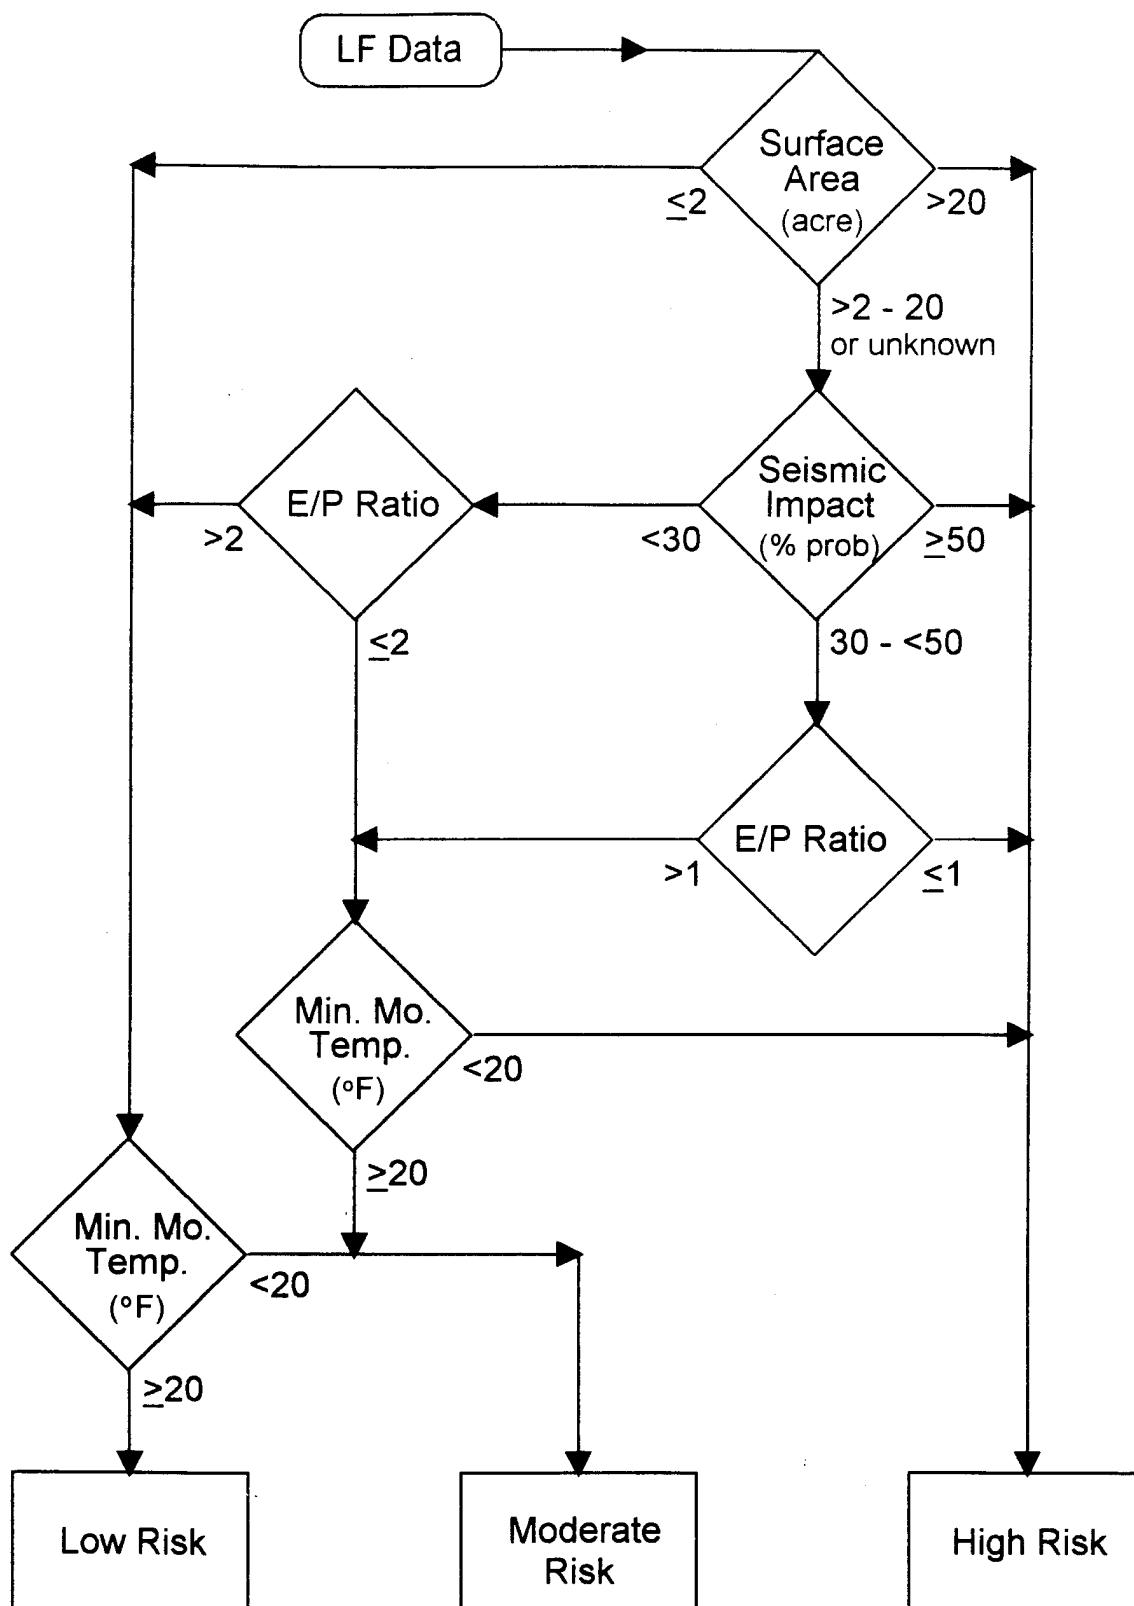 LF Data
Surface
Area
(acre)
≤2
>20
>2 - 20
or unknown
E/P Ratio
Seismic
Impact
(% prob)
>2
<30
≥50
≤2
30 - <50
E/P Ratio
>1
≤1
Min. Mo.
Temp.
(°F)
<20
≥20
Min. Mo.
Temp.
(°F)
<20
≥20
Low Risk
Moderate
Risk
High Risk